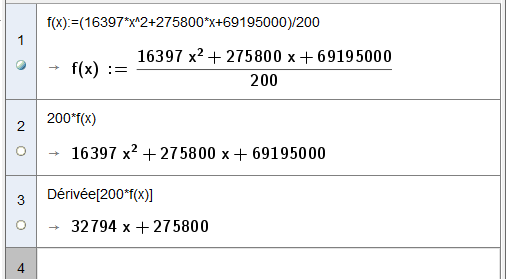 1
f(x):=(16397*x^2+275800*x+69195000)/200
→ f(x) := (16397 x² + 275800 x + 69195000) / 200
2
200*f(x)
→ 16397 x² + 275800 x + 69195000
3
Dérivée[200*f(x)]
→ 32794 x + 275800
4